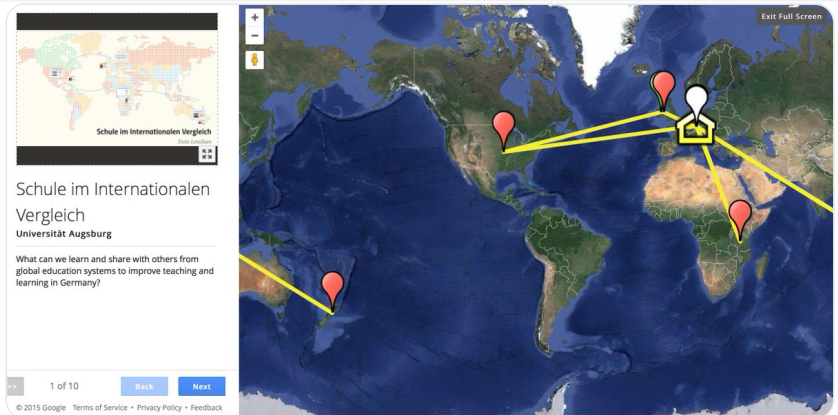 Schule im Internationalen Vergleich
Schule im Internationalen
Vergleich
Universität Augsburg
What can we learn and share with others from
global education systems to improve teaching and
learning in Germany?
>> 1 of 10 Back Next
© 2015 Google Terms of Service • Privacy Policy • Feedback
+
−
Exit Full Screen